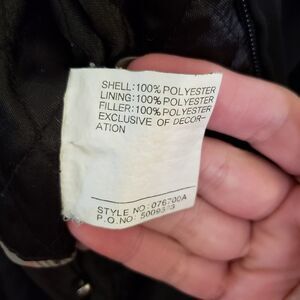 SHELL:100% POLYESTER
LINING:100% POLYESTER
FILLER:100% POLYESTER
EXCLUSIVE OF DECOR-
ATION
STYLE NO:076700A
P.O.NO: